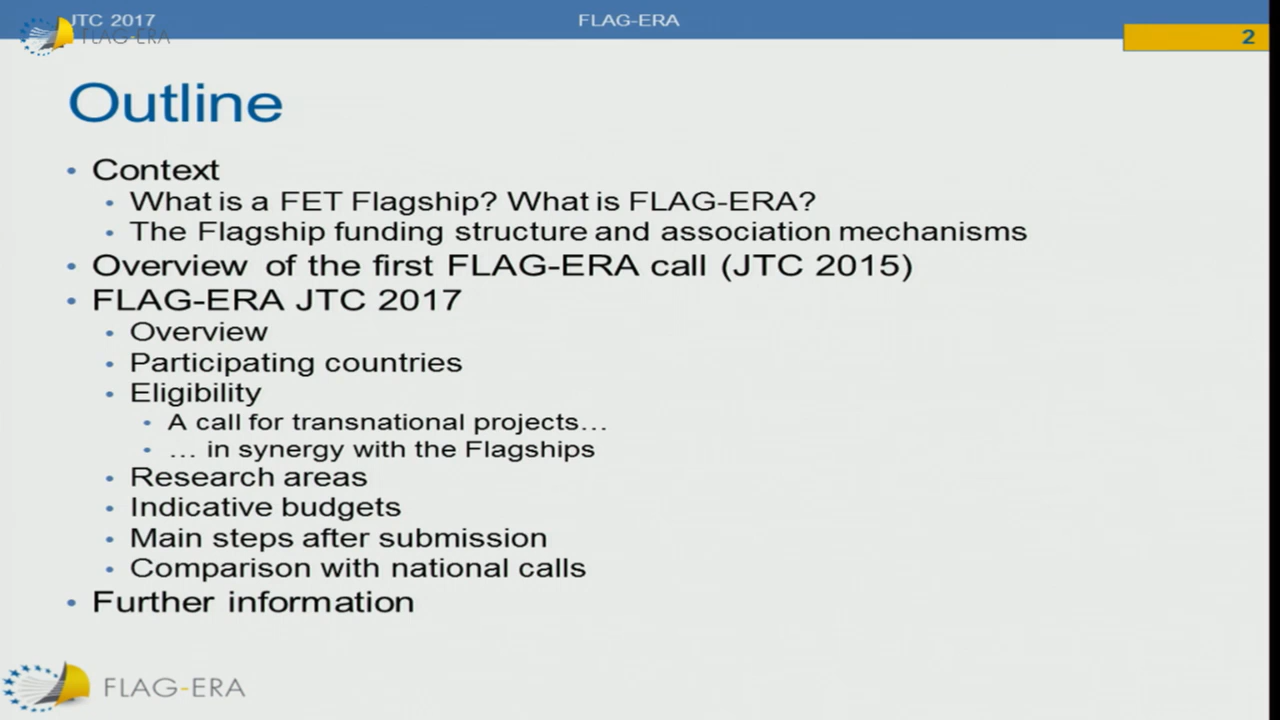 JTC 2017
FLAG-ERA
2
FLAG-ERA
Outline
• Context
• What is a FET Flagship? What is FLAG-ERA?
• The Flagship funding structure and association mechanisms
• Overview of the first FLAG-ERA call (JTC 2015)
• FLAG-ERA JTC 2017
• Overview
• Participating countries
• Eligibility
• A call for transnational projects…
• … in synergy with the Flagships
• Research areas
• Indicative budgets
• Main steps after submission
• Comparison with national calls
• Further information
FLAG-ERA